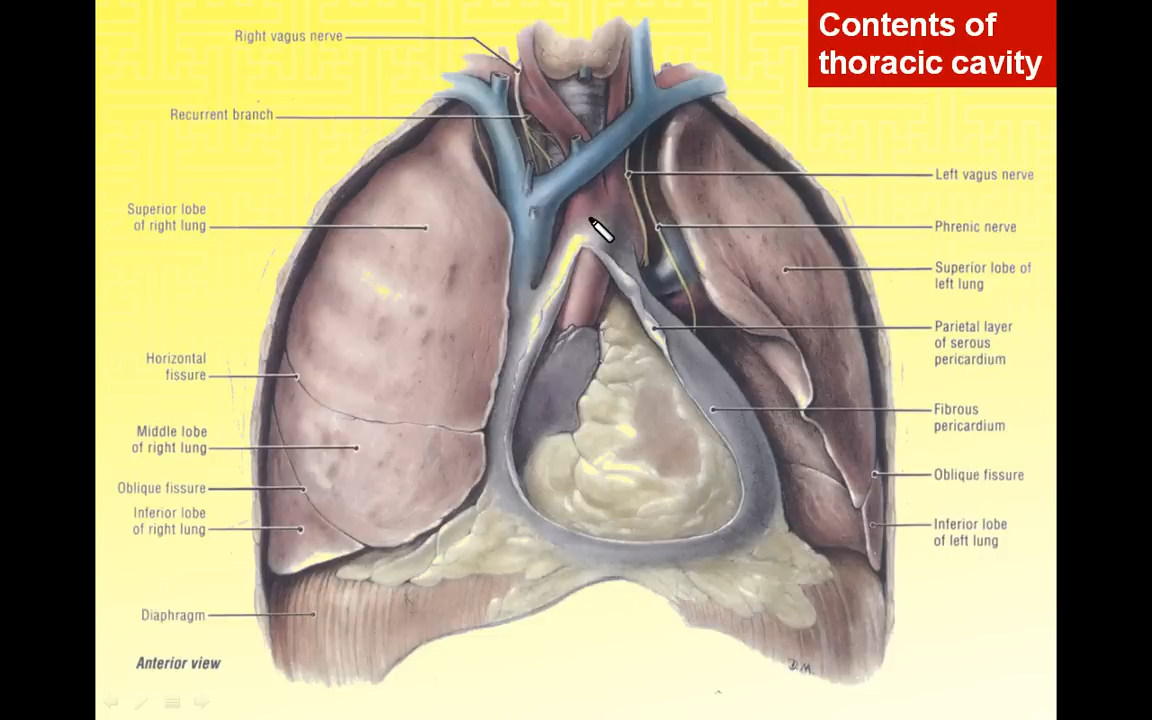 Contents of
thoracic cavity
Right vagus nerve
Recurrent branch
Superior lobe
of right lung
Horizontal
fissure
Middle lobe
of right lung
Oblique fissure
Inferior lobe
of right lung
Diaphragm
Anterior view
Left vagus nerve
Phrenic nerve
Superior lobe of
left lung
Parietal layer
of serous
pericardium
Fibrous
pericardium
Oblique fissure
Inferior lobe
of left lung
D.M.